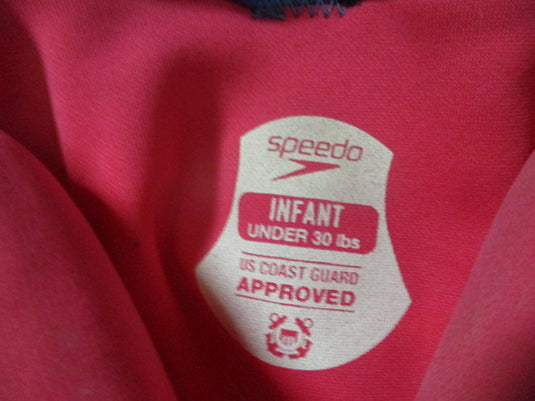 speedo
INFANT
UNDER 30 lbs
US COAST GUARD
APPROVED